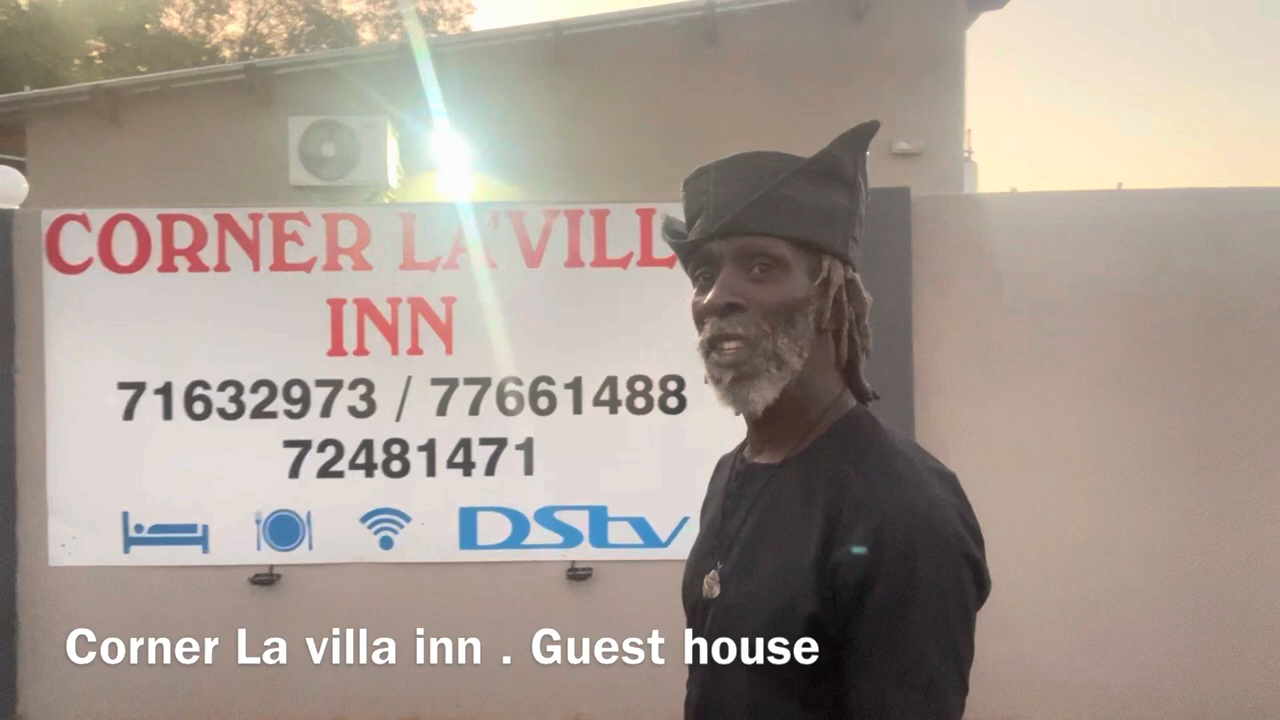 CORNER LA'VILL
INN
71632973 / 77661488
72481471
DStv
Corner La villa inn . Guest house